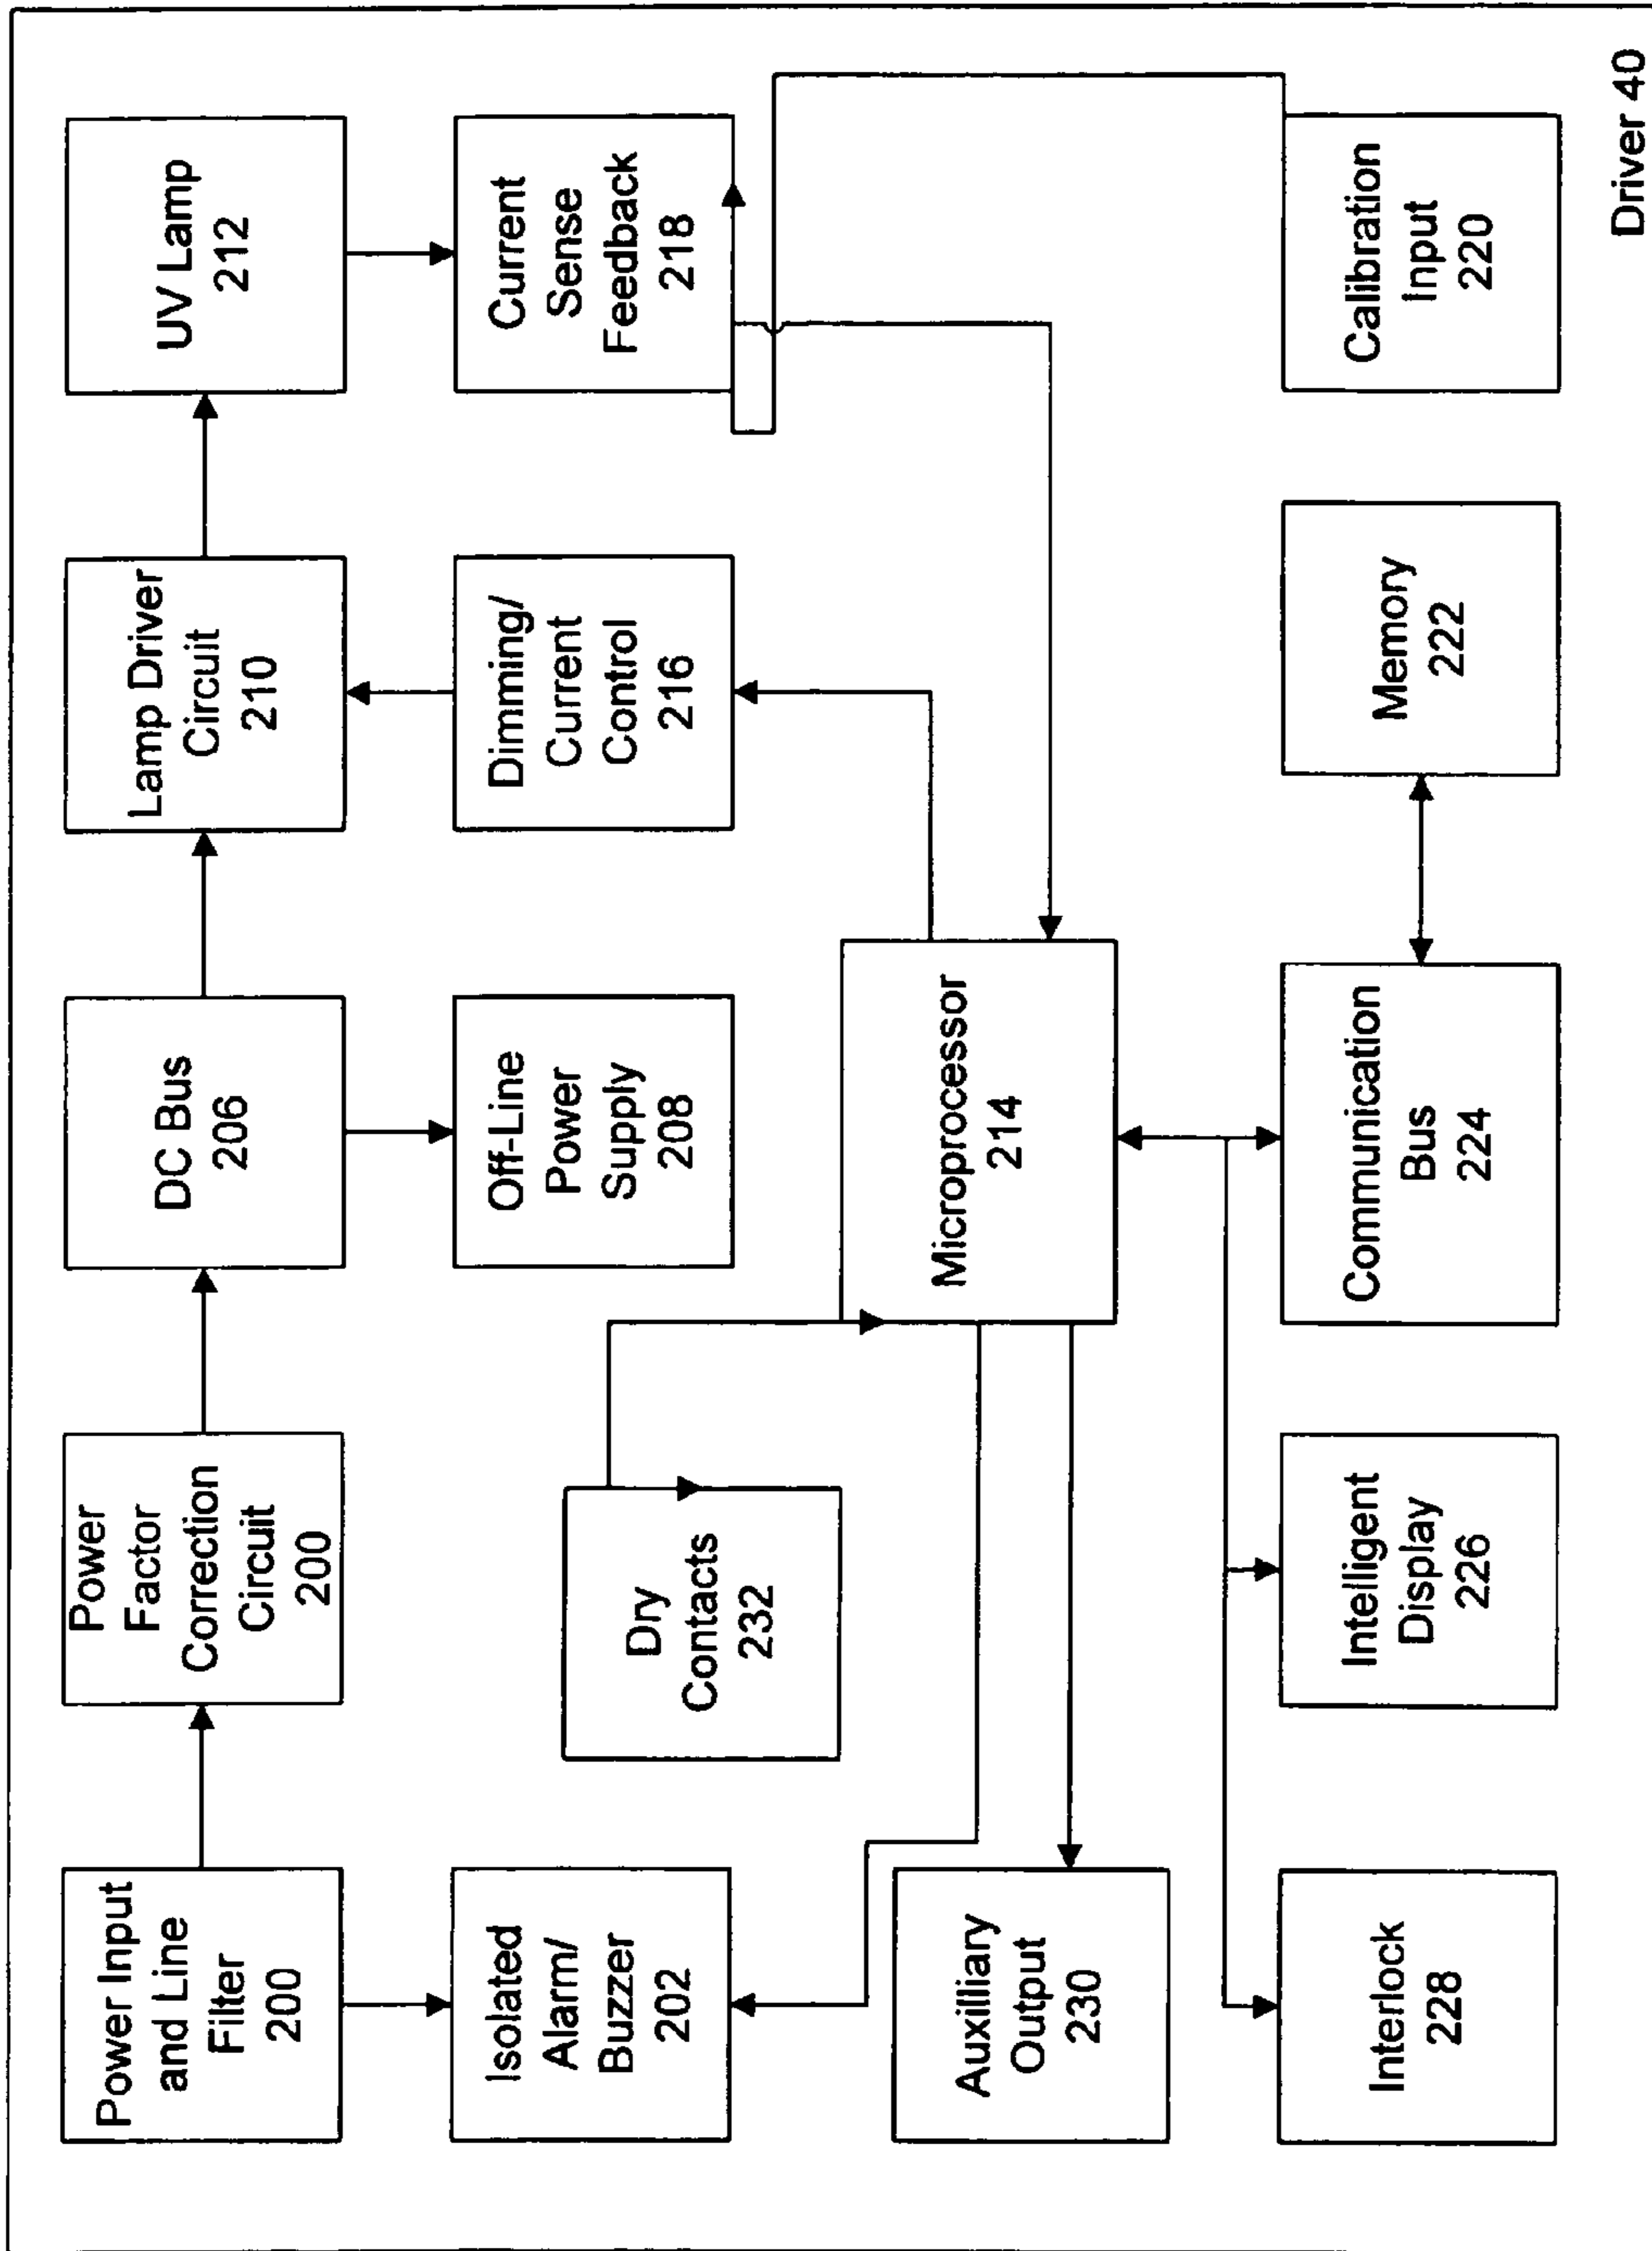 Power Input
and Line
Filter
200
Power
Factor
Correction
Circuit
200
DC Bus
206
Lamp Driver
Circuit
210
UV Lamp
212
Isolated
Alarm/
Buzzer
202
Off-Line
Power
Supply
208
Dimming/
Current
Control
216
Current
Sense
Feedback
218
Dry
Contacts
232
Microprocessor
214
Auxilliary
Output
230
Interlock
228
Intelligent
Display
226
Communication
Bus
224
Memory
222
Calibration
Input
220
Driver 40